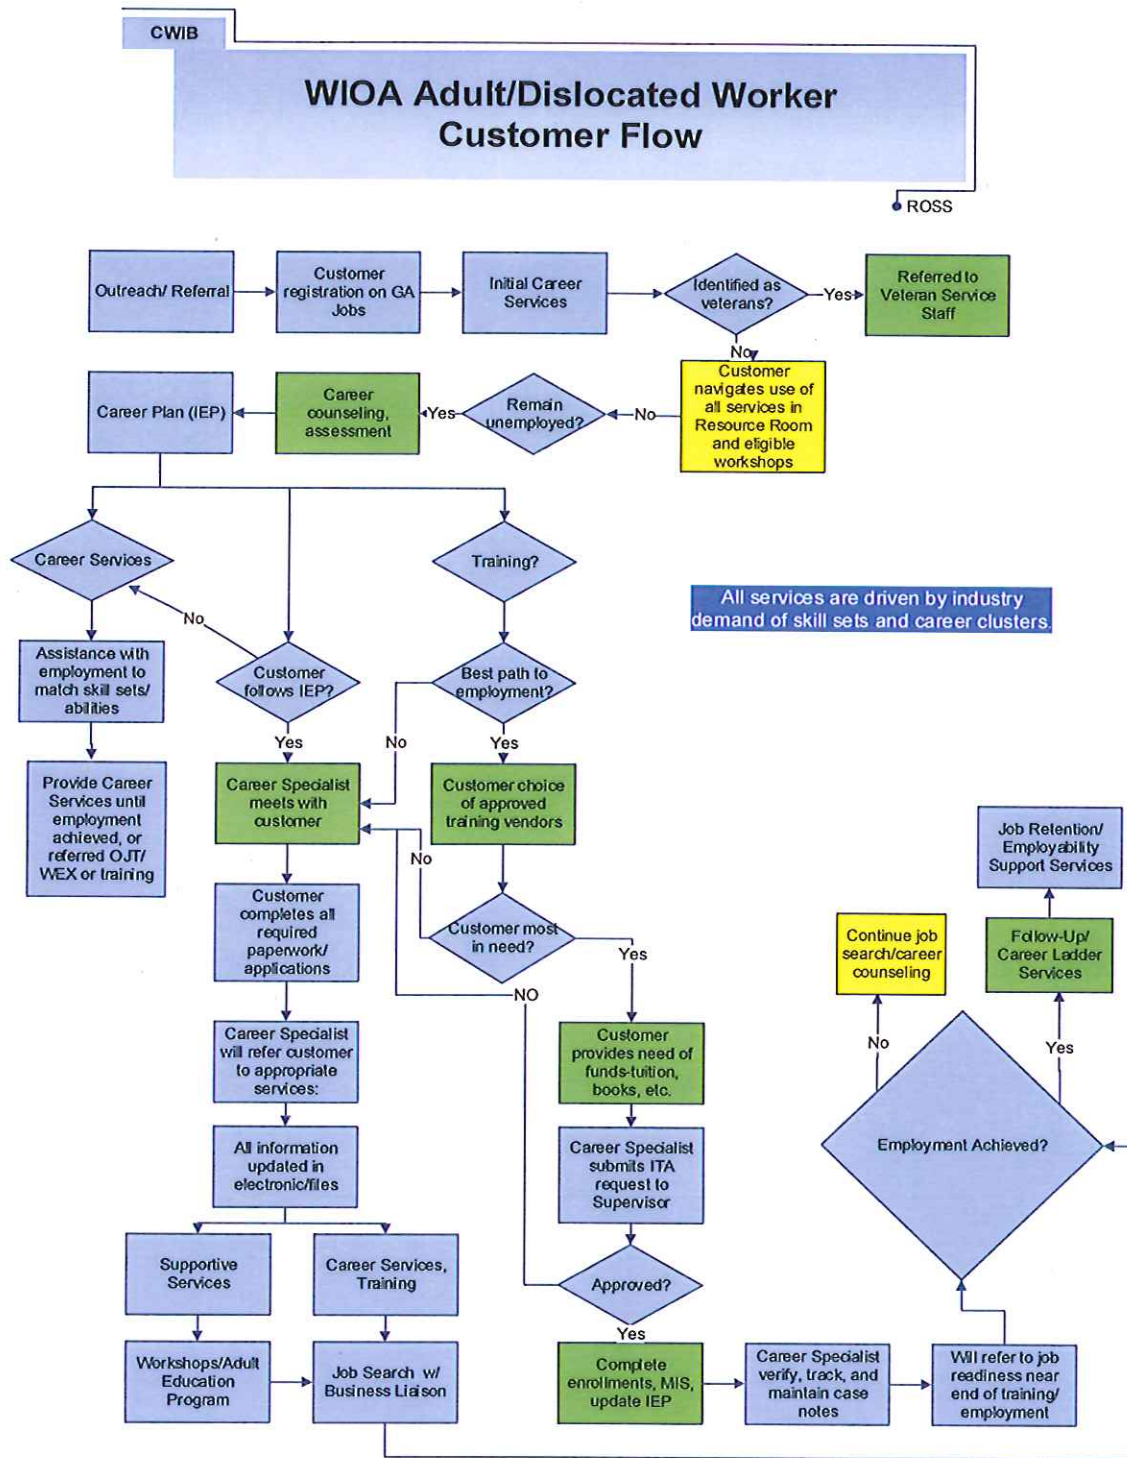 CWIB
WIOA Adult/Dislocated Worker
Customer Flow
ROSS
Outreach/ Referral
Customer
registration on GA
Jobs
Initial Career
Services
Identified as
veterans?
Yes
Referred to
Veteran Service
Staff
No
Career Plan (IEP)
Career
counseling,
assessment
Yes
Remain
unemployed?
No
Customer
navigates use of
all services in
Resource Room
and eligible
workshops
Career Services
Training?
All services are driven by industry
demand of skill sets and career clusters.
No
Assistance with
employment to
match skill sets/
abilities
Customer
follows IEP?
Best path to
employment?
Yes
No
Yes
Provide Career
Services until
employment
achieved, or
referred OJT/
WEX or training
Career Specialist
meets with
customer
Customer choice
of approved
training vendors
Job Retention/
Employability
Support Services
No
Customer
completes all
required
paperwork/
applications
Customer most
in need?
Yes
Continue job
search/career
counseling
Follow-Up/
Career Ladder
Services
NO
Career Specialist
will refer customer
to appropriate
services:
Customer
provides need of
funds-tuition,
books, etc.
No
Yes
Employment Achieved?
All information
updated in
electronic/files
Career Specialist
submits ITA
request to
Supervisor
Supportive
Services
Career Services,
Training
Approved?
Yes
Workshops/Adult
Education
Program
Job Search w/
Business Liaison
Complete
enrollments, MIS,
update IEP
Career Specialist
verify, track, and
maintain case
notes
Will refer to job
readiness near
end of training/
employment